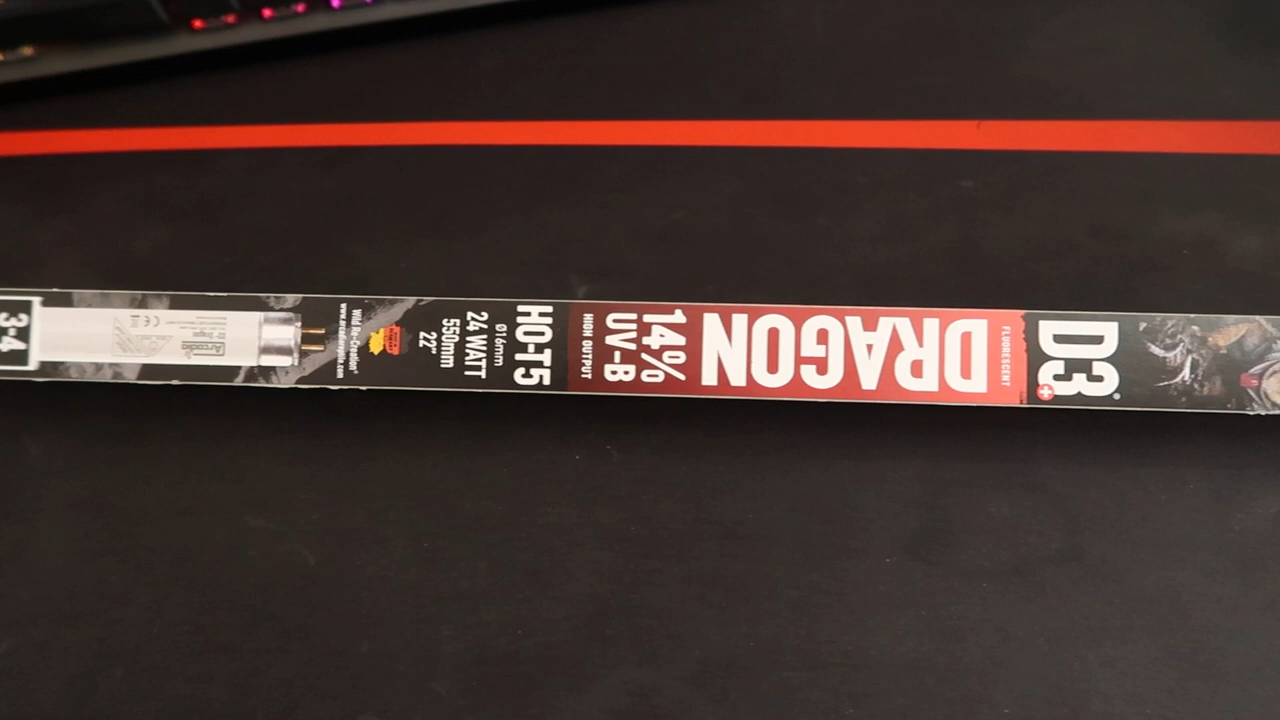 D3+
FLUORESCENT
DRAGON
14%
UV-B
HIGH OUTPUT
HO-T5
Ø16mm
24 WATT
550mm
22"
Wild Re-Creation®
www.arcadiareptile.com
Arcadia
3-4